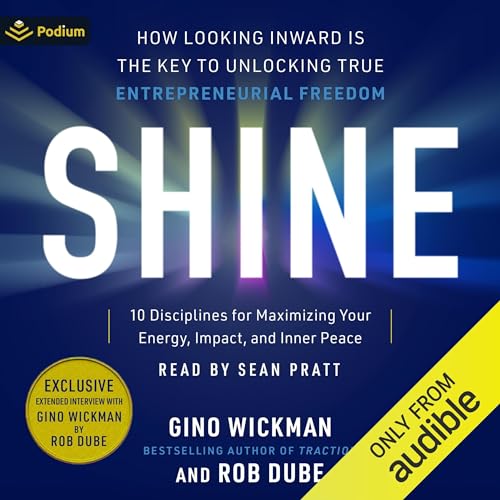 Podium
HOW LOOKING INWARD IS
THE KEY TO UNLOCKING TRUE
ENTREPRENEURIAL FREEDOM
SHINE
10 Disciplines for Maximizing Your
Energy, Impact, and Inner Peace
READ BY SEAN PRATT
EXCLUSIVE
EXTENDED INTERVIEW WITH
GINO WICKMAN
BY
ROB DUBE
GINO WICKMAN
BESTSELLING AUTHOR OF TRACTIO
AND ROB DUBE
ONLY FROM
audible